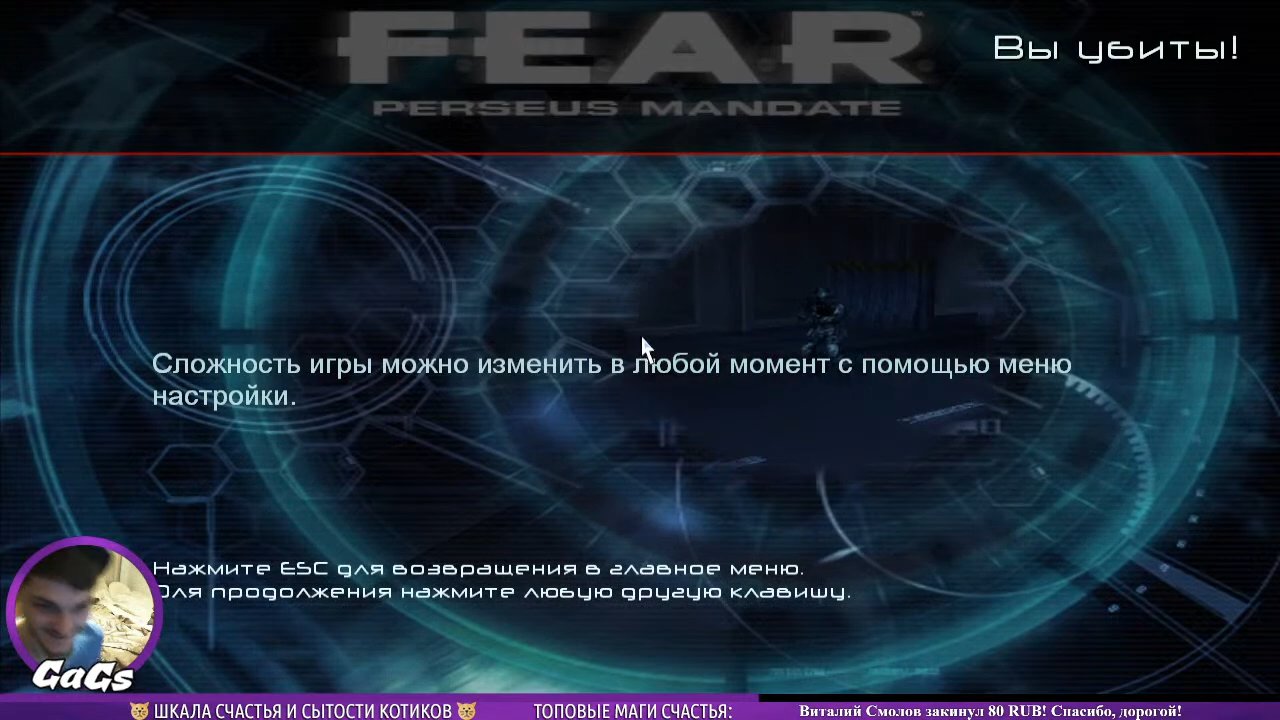 FEAR™
PERSEUS MANDATE
Вы убиты!
Сложность игры можно изменить в любой момент с помощью меню
настройки.
Нажмите ESC для возвращения в главное меню.
Для продолжения нажмите любую другую клавишу.
GaGs
ШКАЛА СЧАСТЬЯ И СЫТОСТИ КОТИКОВ ТОПОВЫЕ МАГИ СЧАСТЬЯ: Виталий Смолов закинул 80 RUB! Спасибо, дорогой!